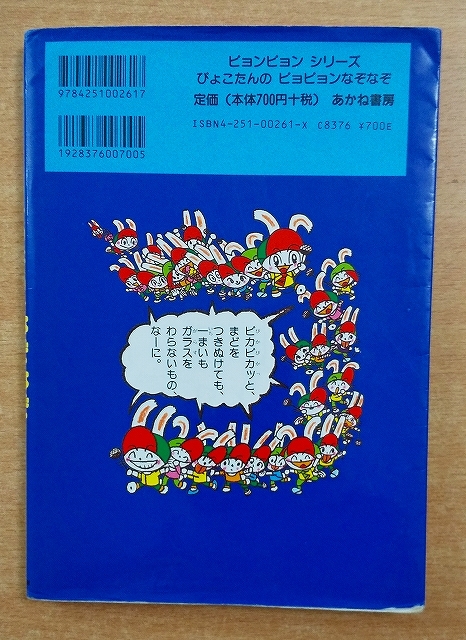 ピョンピョン シリーズ
ぴょこたんの ピョピョンなぞなぞ
定価（本体700円＋税） あかね書房
ISBN4-251-00261-X C8376 ¥700E
9784251002617
1928376007005
ピカピカッと、
まどを
つきぬけても、
一まいも
ガラスを
わらないもの、
なーに。